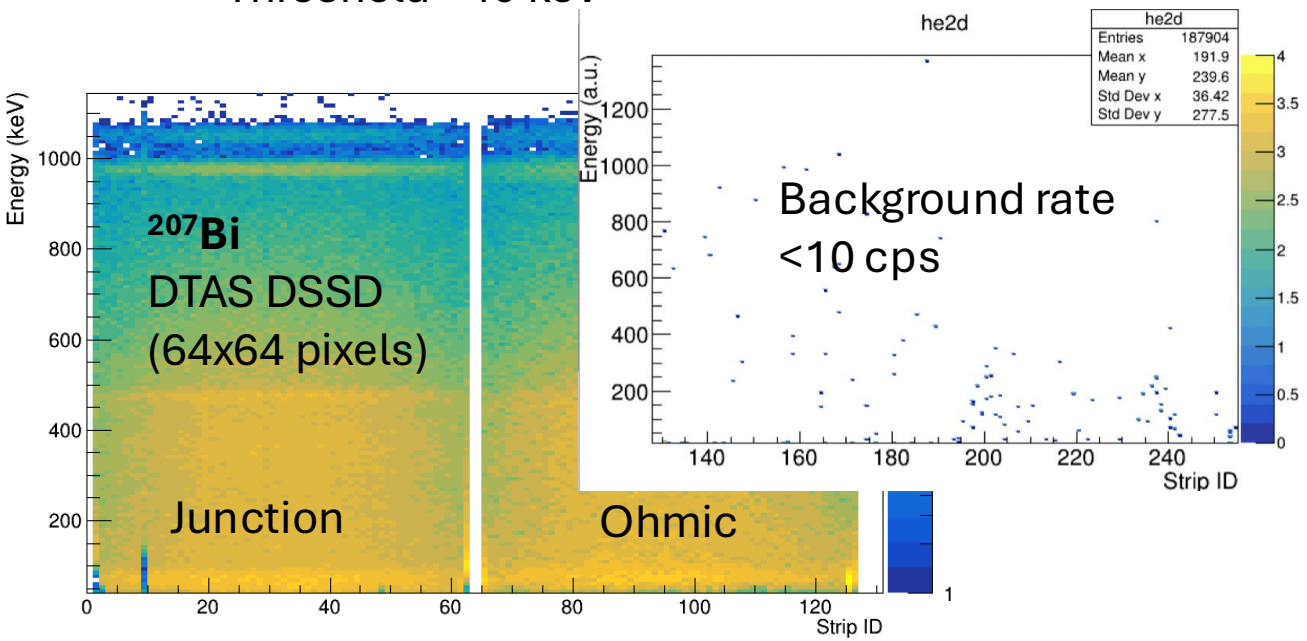 Threshold ~10 keV
he2d
he2d
Entries 187904
Mean x 191.9
Mean y 239.6
Std Dev x 36.42
Std Dev y 277.5
Energy (a.u.)
1200
1000
800
600
400
200
140
160
180
200
220
240
Strip ID
4
3.5
3
2.5
2
1.5
1
0.5
0
Background rate
<10 cps
Energy (keV)
1000
800
600
400
200
²⁰⁷Bi
DTAS DSSD
(64x64 pixels)
Junction
Ohmic
0
20
40
60
80
100
120
Strip ID
1